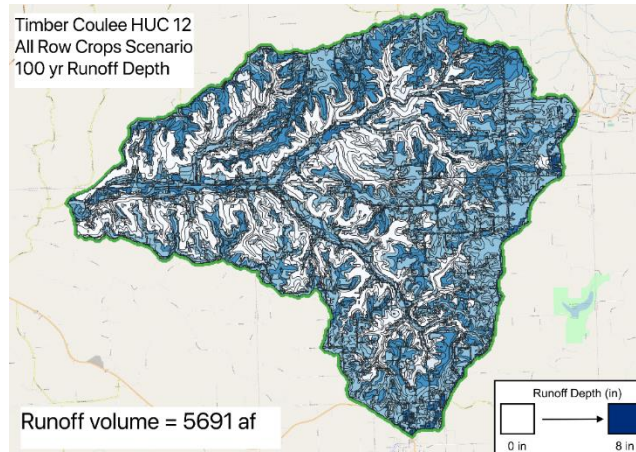 Timber Coulee HUC 12
All Row Crops Scenario
100 yr Runoff Depth
Runoff volume = 5691 af
Runoff Depth (in)
0 in
8 in